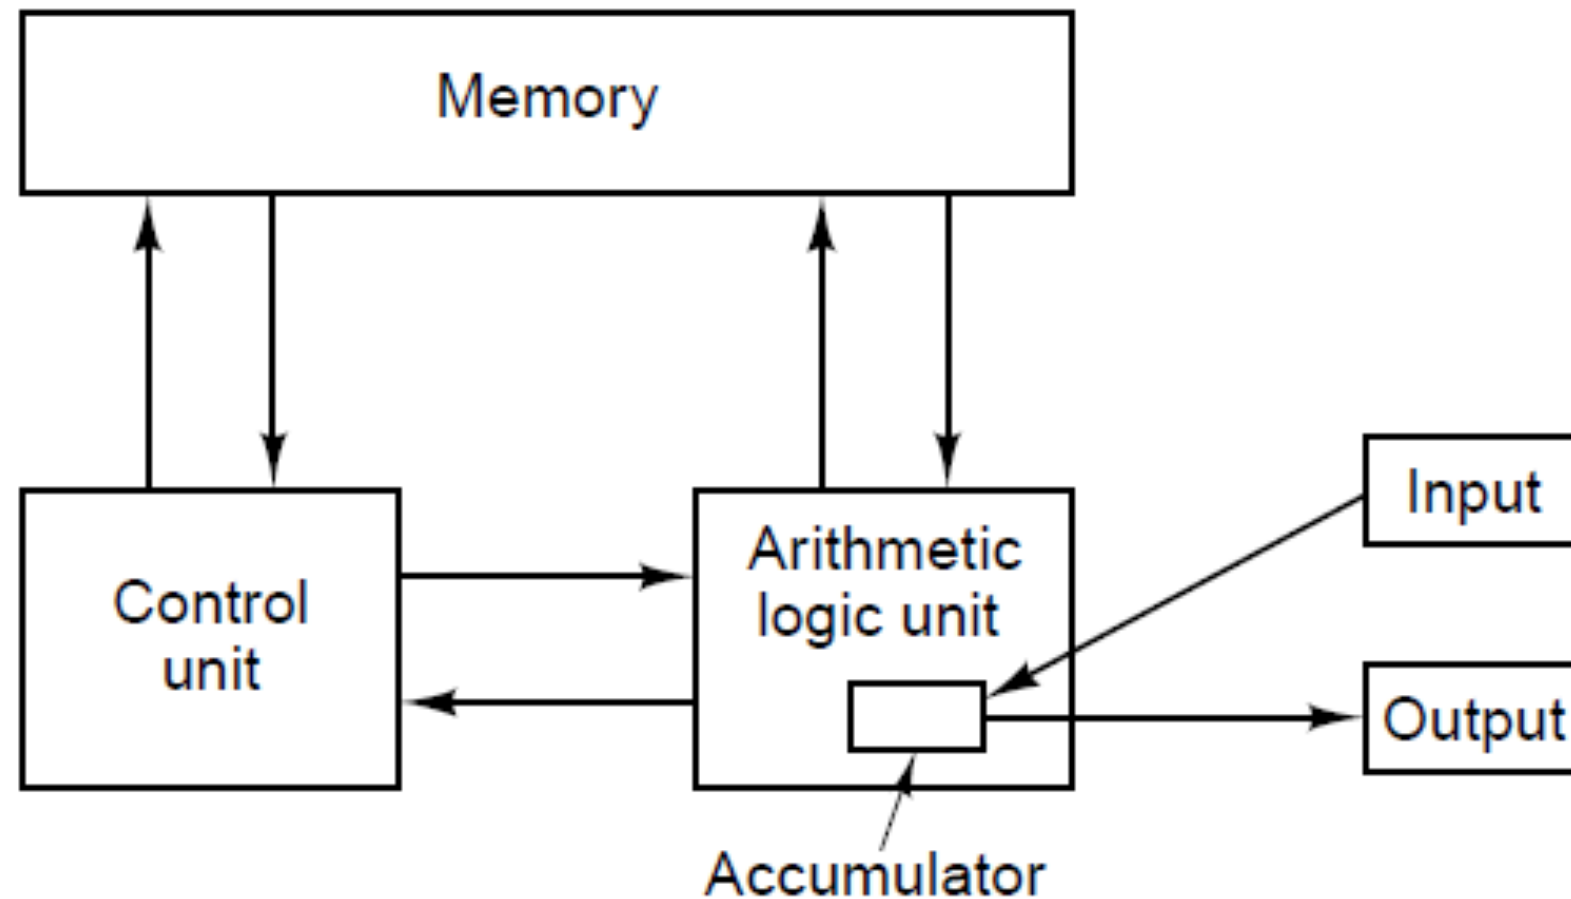 Memory
Control
unit
Arithmetic
logic unit
Input
Output
Accumulator